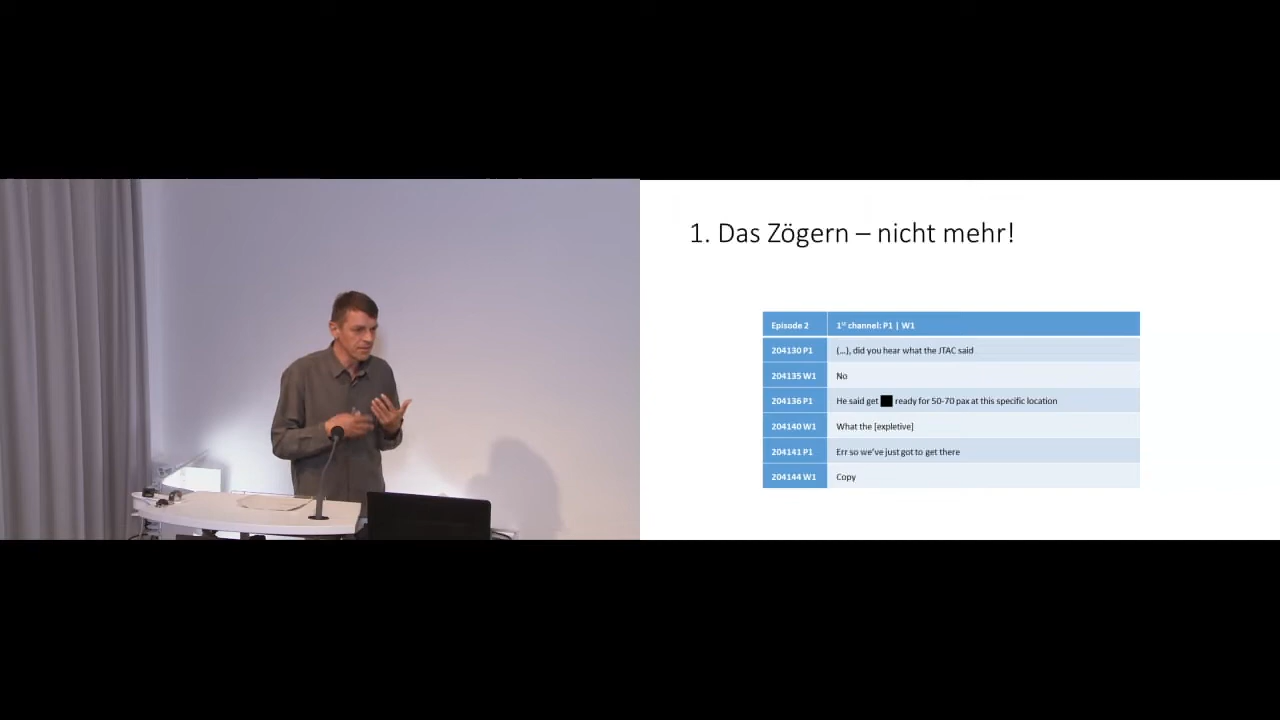 1. Das Zögern – nicht mehr!
Episode 2 1st channel: P1 | W1
204130 P1 (...), did you hear what the JTAC said
204135 W1 No
204136 P1 He said get ready for 50-70 pax at this specific location
204140 W1 What the [expletive]
204141 P1 Err so we've just got to get there
204144 W1 Copy